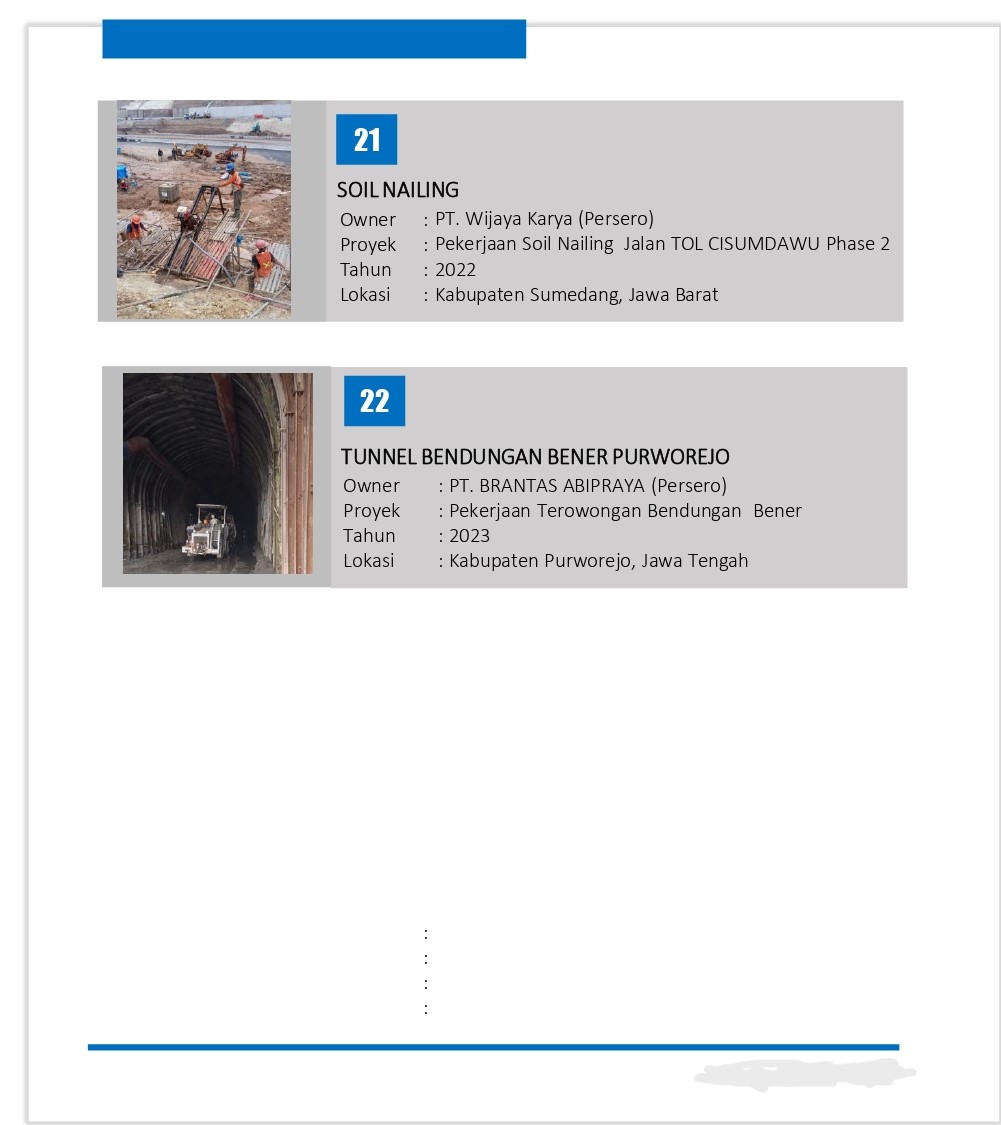 21
SOIL NAILING
Owner : PT. Wijaya Karya (Persero)
Proyek : Pekerjaan Soil Nailing Jalan TOL CISUMDAWU Phase 2
Tahun : 2022
Lokasi : Kabupaten Sumedang, Jawa Barat
22
TUNNEL BENDUNGAN BENER PURWOREJO
Owner : PT. BRANTAS ABIPRAYA (Persero)
Proyek : Pekerjaan Terowongan Bendungan Bener
Tahun : 2023
Lokasi : Kabupaten Purworejo, Jawa Tengah
:
:
:
: